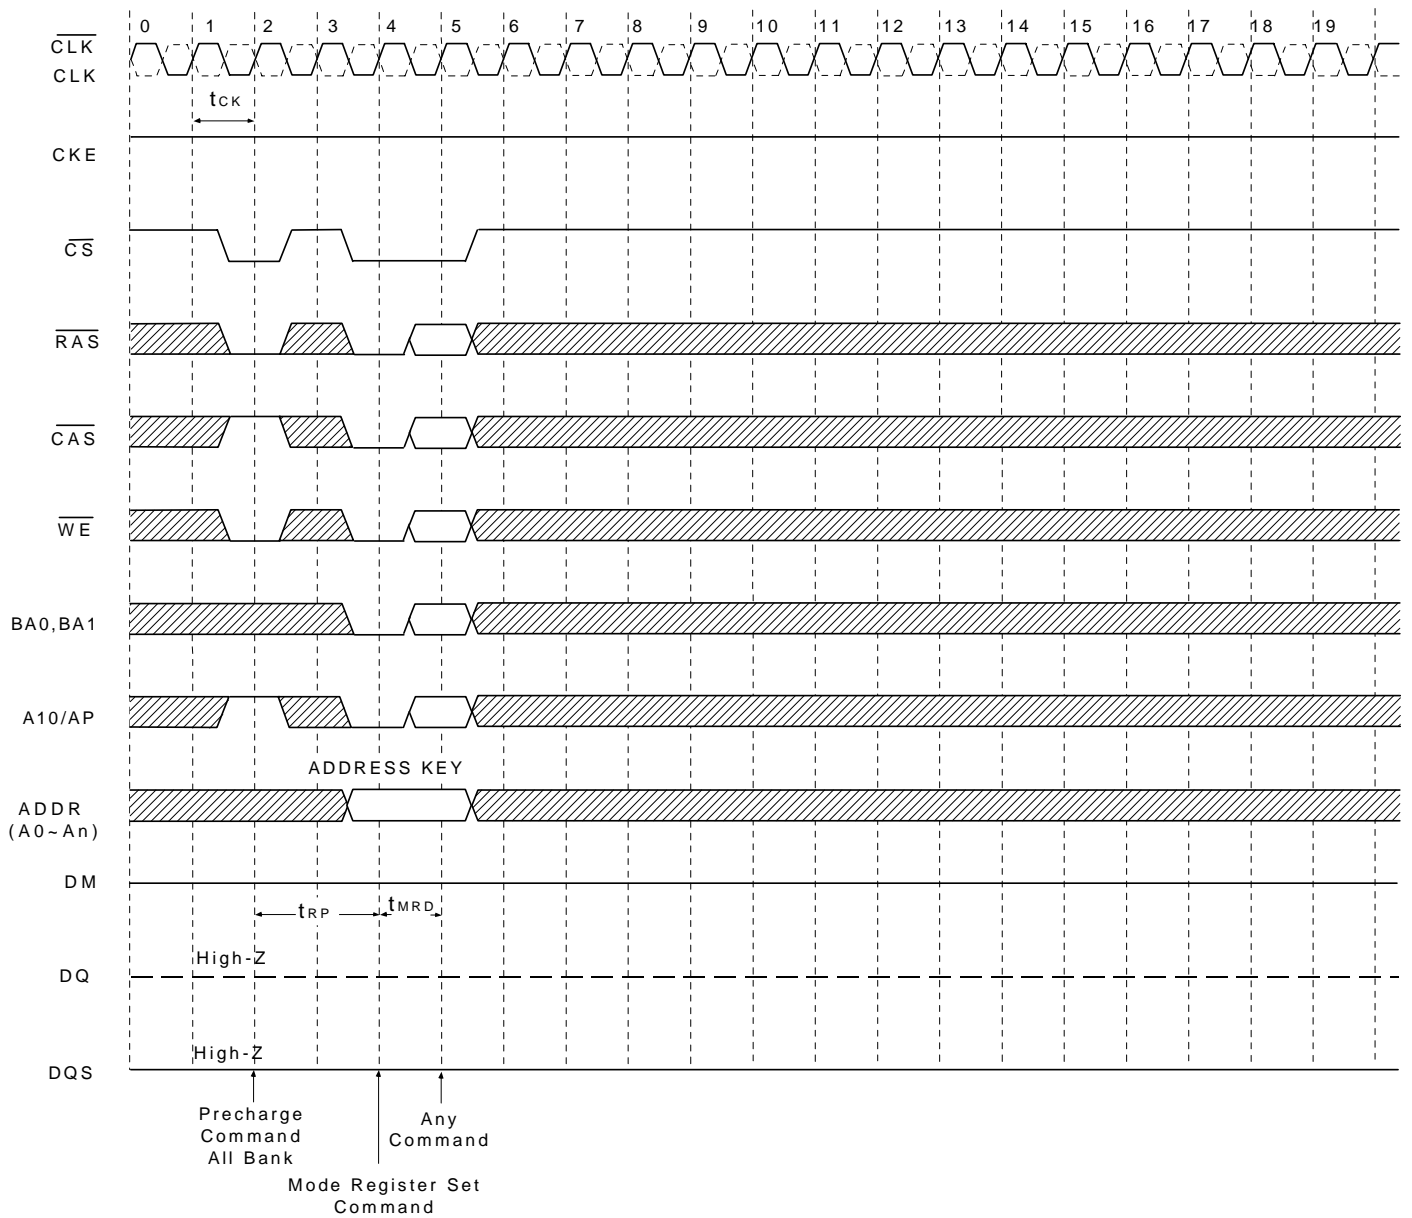 0 1 2 3 4 5 6 7 8 9 10 11 12 13 14 15 16 17 18 19
CLK
CLK
tCK
CKE
CS
RAS
CAS
WE
BA0,BA1
A10/AP
ADDRESS KEY
ADDR
(A0~An)
DM
tRP tMRD
High-Z
DQ
High-Z
DQS
Precharge
Command
All Bank
Any
Command
Mode Register Set
Command